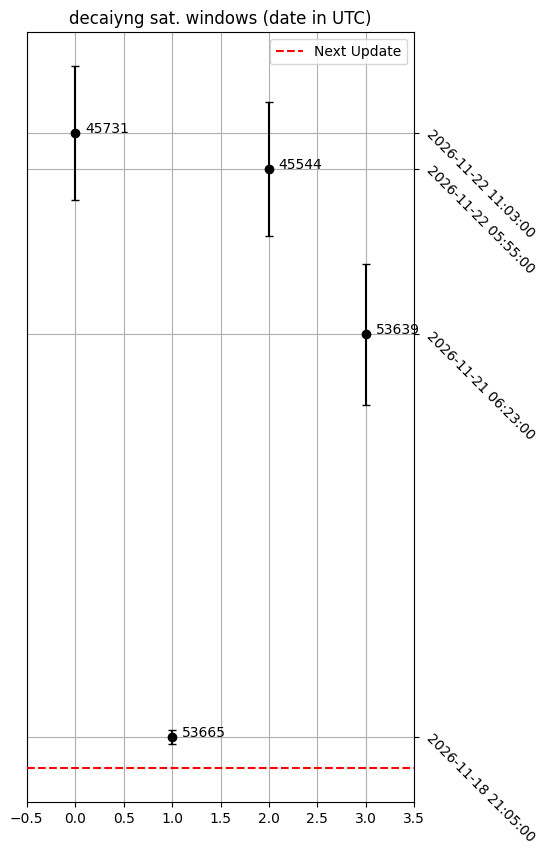 decaiyng sat. windows (date in UTC)
Next Update
45731
45544
53639
53665
2026-11-22 11:03:00
2026-11-22 05:55:00
2026-11-21 06:23:00
2026-11-18 21:05:00
−0.5 0.0 0.5 1.0 1.5 2.0 2.5 3.0 3.5